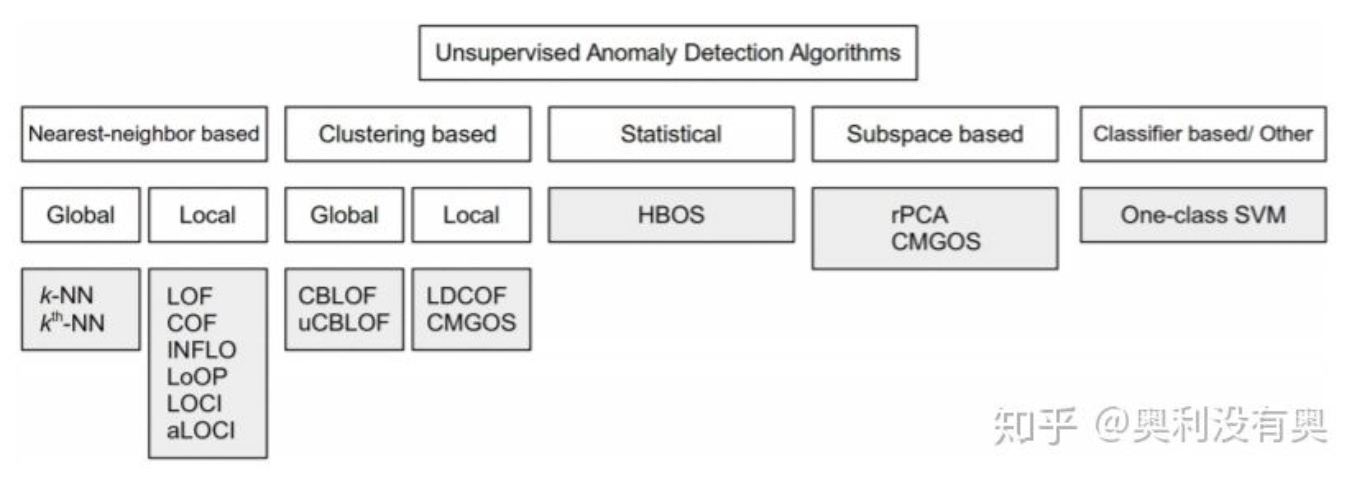 Unsupervised Anomaly Detection Algorithms
Nearest-neighbor based
Clustering based
Statistical
Subspace based
Classifier based/ Other
Global
Local
Global
Local
HBOS
rPCA
CMGOS
One-class SVM
k-NN
kth-NN
LOF
COF
INFLO
LoOP
LOCI
aLOCI
CBLOF
uCBLOF
LDCOF
CMGOS
知乎 @奥利没有奥